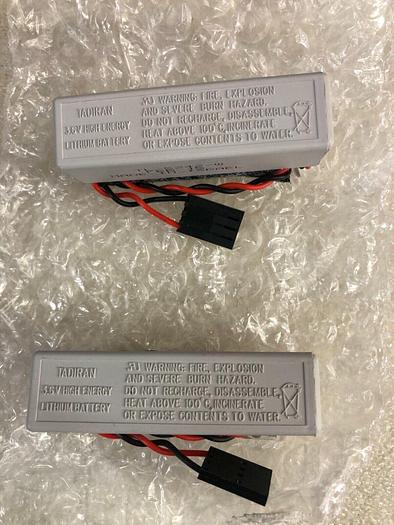 TADIRAN
3.6V HIGH ENERGY
LITHIUM BATTERY
WARNING: FIRE, EXPLOSION
AND SEVERE BURN HAZARD.
DO NOT RECHARGE, DISASSEMBLE,
HEAT ABOVE 100°C, INCINERATE
OR EXPOSE CONTENTS TO WATER.
TADIRAN
3.6V HIGH ENERGY
LITHIUM BATTERY
WARNING: FIRE, EXPLOSION
AND SEVERE BURN HAZARD.
DO NOT RECHARGE, DISASSEMBLE,
HEAT ABOVE 100°C, INCINERATE
OR EXPOSE CONTENTS TO WATER.